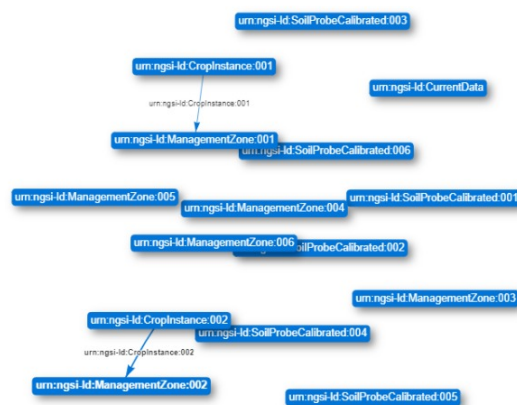 urn:ngsi-ld:SoilProbeCalibrated:003
urn:ngsi-ld:CropInstance:001
urn:ngsi-ld:CurrentData
urn:ngsi-ld:CropInstance:001
urn:ngsi-ld:ManagementZone:001
urn:ngsi-ld:SoilProbeCalibrated:006
urn:ngsi-ld:ManagementZone:005
urn:ngsi-ld:SoilProbeCalibrated:001
urn:ngsi-ld:ManagementZone:004
urn:ngsi-ld:ManagementZone:006
SoilProbeCalibrated:002
urn:ngsi-ld:ManagementZone:003
urn:ngsi-ld:CropInstance:002
urn:ngsi-ld:SoilProbeCalibrated:004
urn:ngsi-ld:CropInstance:002
urn:ngsi-ld:ManagementZone:002
urn:ngsi-ld:SoilProbeCalibrated:005